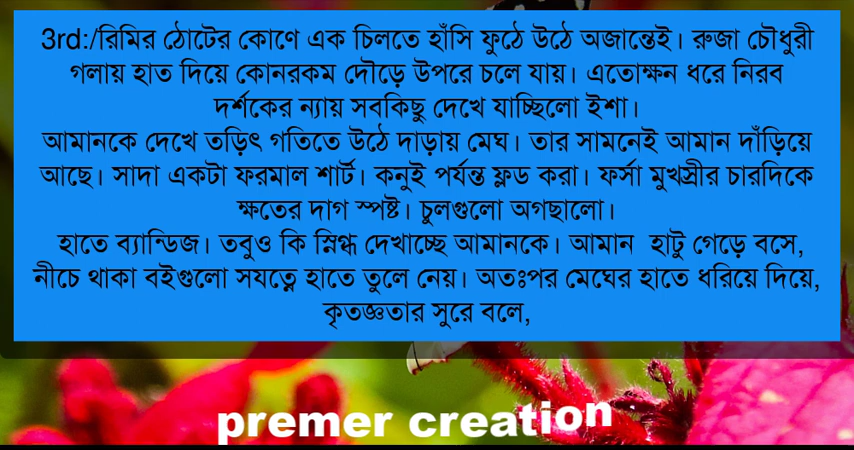 3rd:/রিমির ঠোটের কোণে এক চিলতে হাঁসি ফুঠে উঠে অজান্তেই। রুজা চৌধুরী
গলায় হাত দিয়ে কোনরকম দৌড়ে উপরে চলে যায়। এতোক্ষন ধরে নিরব
দর্শকের ন্যায় সবকিছু দেখে যাচ্ছিলো ইশা।
আমানকে দেখে তড়িৎ গতিতে উঠে দাড়ায় মেঘ। তার সামনেই আমান দাঁড়িয়ে
আছে। সাদা একটা ফরমাল শার্ট। কনুই পর্যন্ত ফ্লড করা। ফর্সা মুখস্রীর চারদিকে
ক্ষতের দাগ স্পষ্ট। চুলগুলো অগছালো।
হাতে ব্যান্ডিজ। তবুও কি স্নিগ্ধ দেখাচ্ছে আমানকে। আমান হাটু গেড়ে বসে,
নীচে থাকা বইগুলো সযত্নে হাতে তুলে নেয়। অতঃপর মেঘের হাতে ধরিয়ে দিয়ে,
কৃতজ্ঞতার সুরে বলে,
premer creation